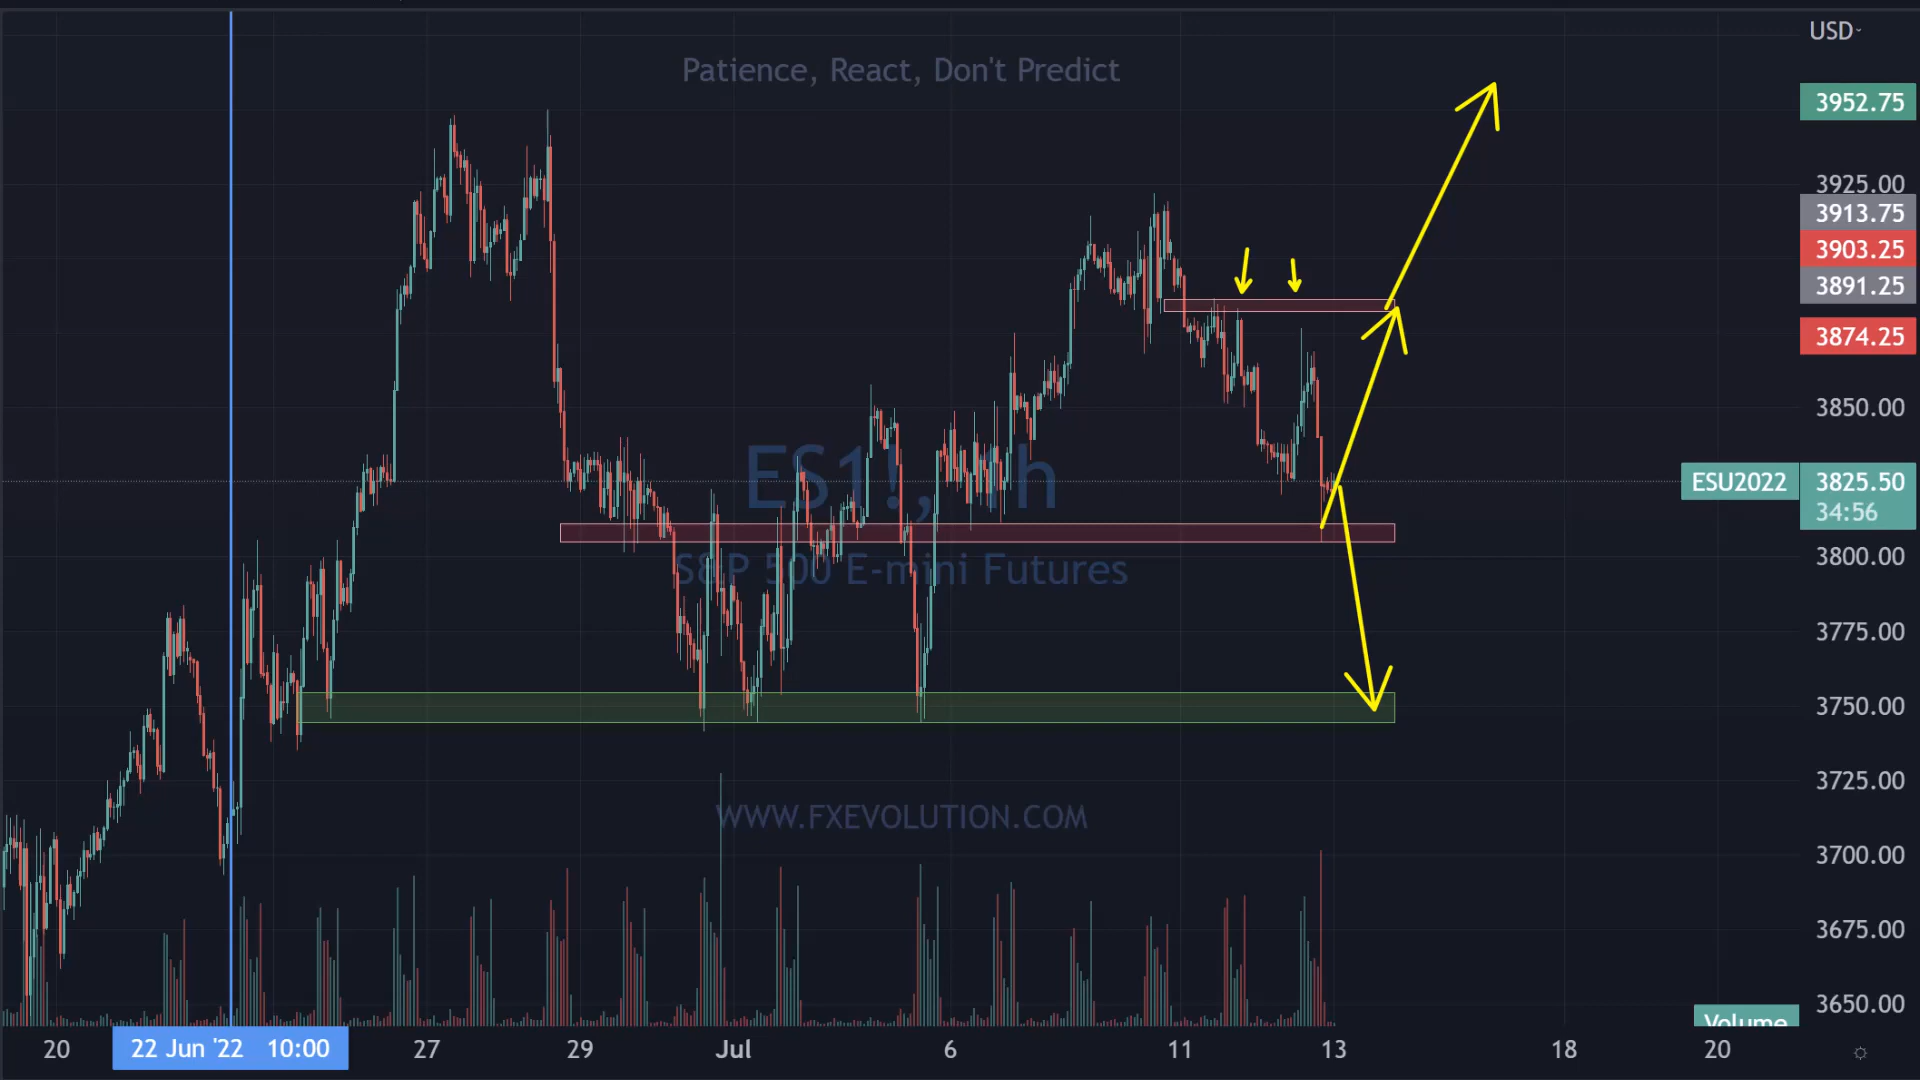 USD
Patience, React, Don't Predict
3952.75
3925.00
3913.75
3903.25
3891.25
3874.25
3850.00
ES1!, 1h
ESU2022 3825.50
34:56
3800.00
S&P 500 E-mini Futures
3775.00
3750.00
3725.00
WWW.FXEVOLUTION.COM
3700.00
3675.00
3650.00
Volume
20 22 Jun '22 10:00 27 29 Jul 6 11 13 18 20